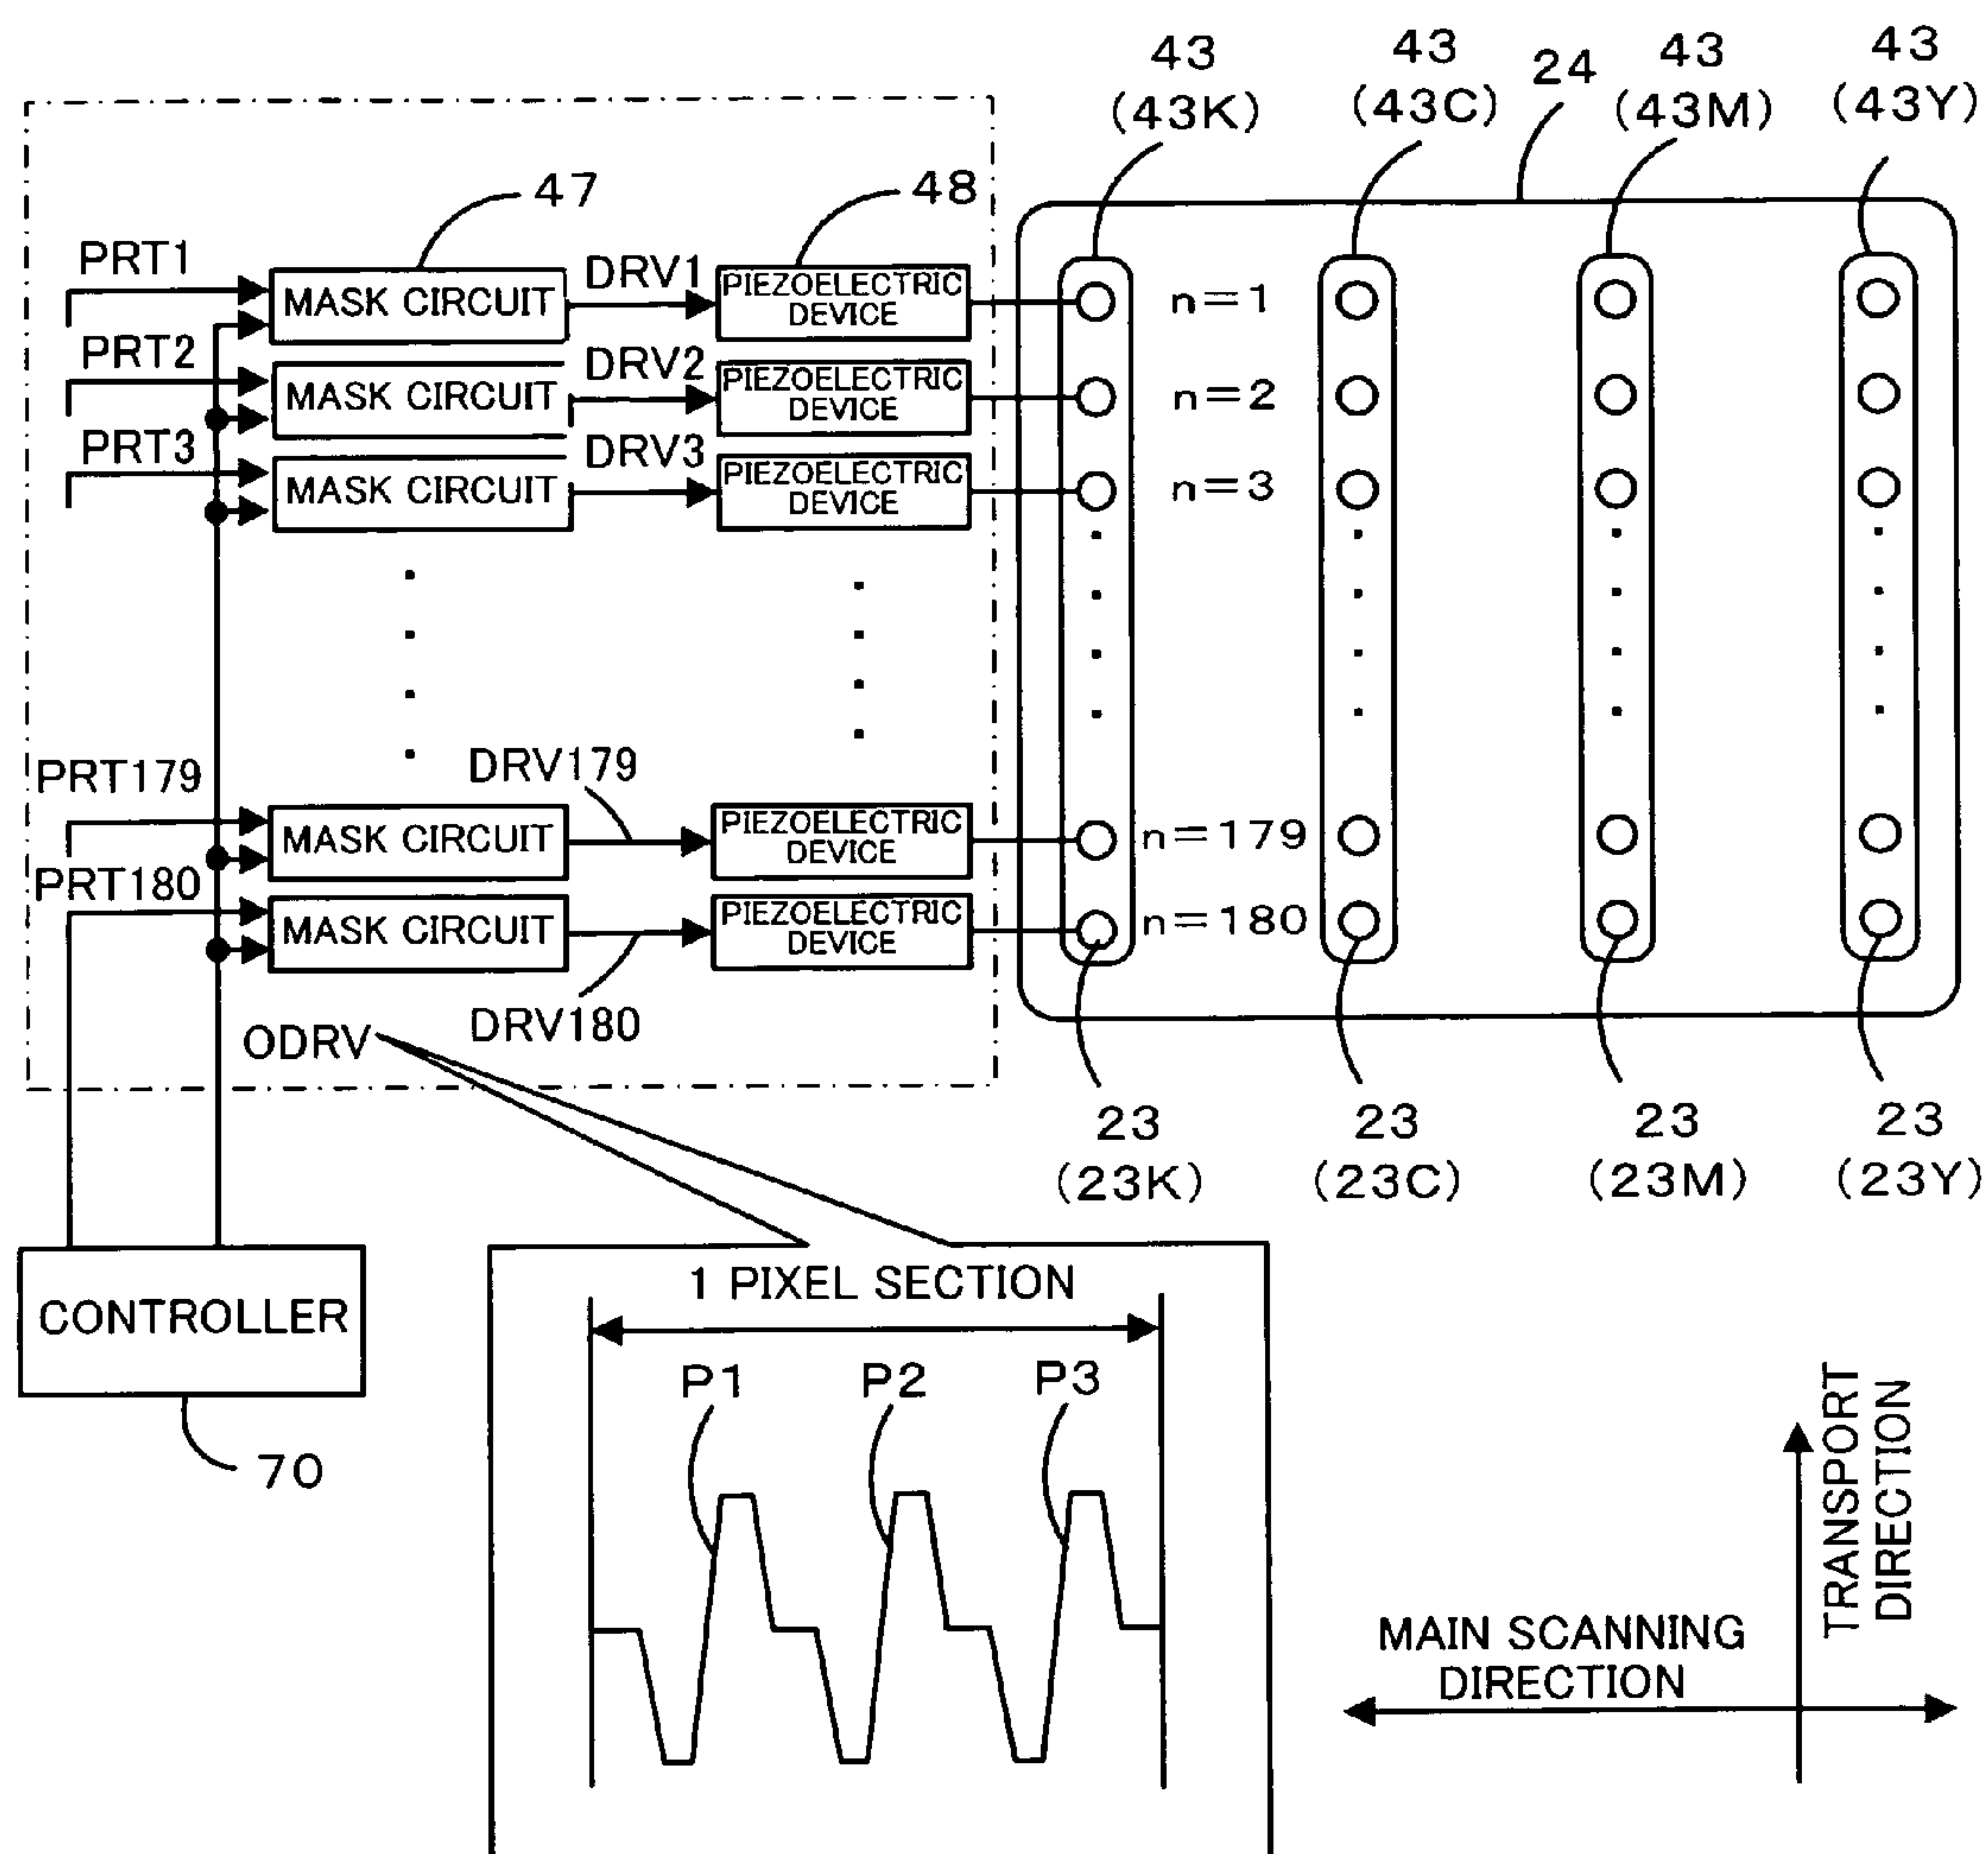 43
(43K)
43
(43C)
24
43
(43M)
43
(43Y)
47
48
PRT1
MASK CIRCUIT
DRV1
PIEZOELECTRIC
DEVICE
n=1
PRT2
MASK CIRCUIT
DRV2
PIEZOELECTRIC
DEVICE
n=2
PRT3
MASK CIRCUIT
DRV3
PIEZOELECTRIC
DEVICE
n=3
PRT179
MASK CIRCUIT
DRV179
PIEZOELECTRIC
DEVICE
n=179
PRT180
MASK CIRCUIT
DRV180
PIEZOELECTRIC
DEVICE
n=180
ODRV
23
(23K)
23
(23C)
23
(23M)
23
(23Y)
CONTROLLER
70
1 PIXEL SECTION
P1
P2
P3
MAIN SCANNING
DIRECTION
TRANSPORT
DIRECTION